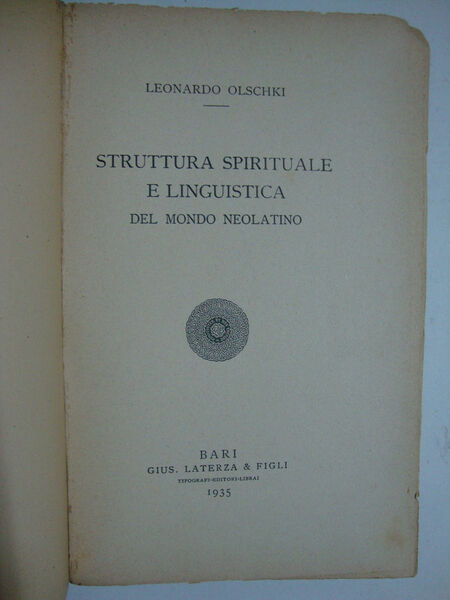 LEONARDO OLSCHKI
STRUTTURA SPIRITUALE
E LINGUISTICA
DEL MONDO NEOLATINO
BARI
GIUS. LATERZA & FIGLI
TIPOGRAFI-EDITORI-LIBRAI
1935